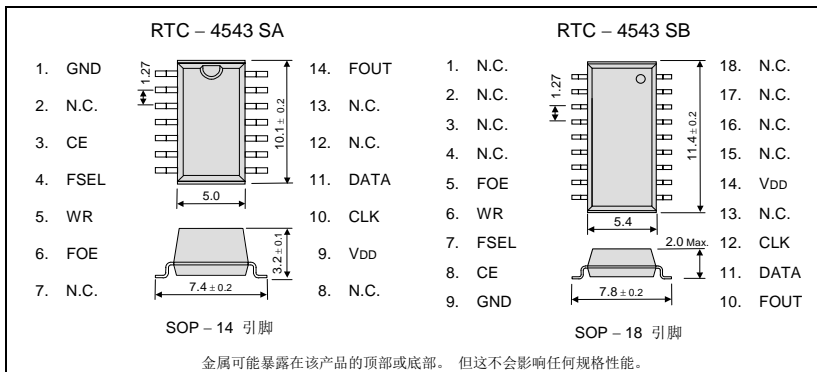 RTC – 4543 SA
1. GND
2. N.C.
3. CE
4. FSEL
5. WR
6. FOE
7. N.C.
1.27
10.1 ± 0.2
5.0
3.2 ± 0.1
7.4 ± 0.2
14. FOUT
13. N.C.
12. N.C.
11. DATA
10. CLK
9. VDD
8. N.C.
SOP – 14 引脚
RTC – 4543 SB
1. N.C.
2. N.C.
3. N.C.
4. N.C.
5. FOE
6. WR
7. FSEL
8. CE
9. GND
1.27
11.4 ± 0.2
5.4
2.0 Max.
7.8 ± 0.2
18. N.C.
17. N.C.
16. N.C.
15. N.C.
14. VDD
13. N.C.
12. CLK
11. DATA
10. FOUT
SOP – 18 引脚
金属可能暴露在该产品的顶部或底部。 但这不会影响任何规格性能。